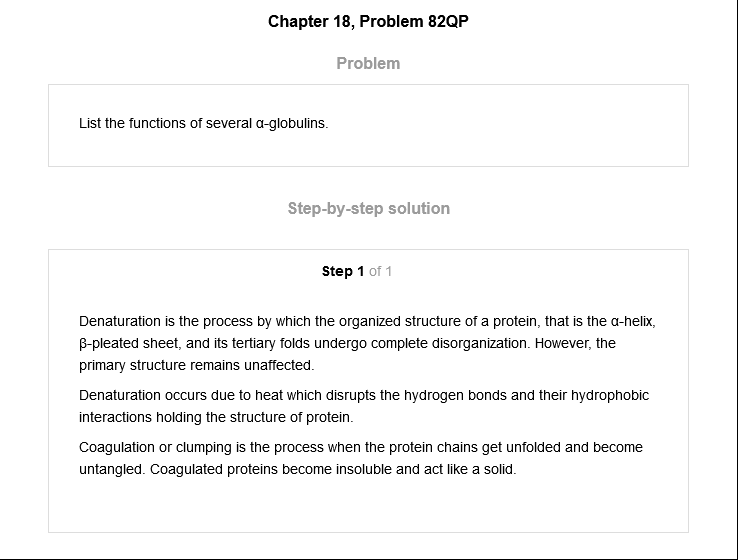 Chapter 18, Problem 82QP
Problem
List the functions of several α-globulins.
Step-by-step solution
Step 1 of 1
Denaturation is the process by which the organized structure of a protein, that is the α-helix,
β-pleated sheet, and its tertiary folds undergo complete disorganization. However, the
primary structure remains unaffected.
Denaturation occurs due to heat which disrupts the hydrogen bonds and their hydrophobic
interactions holding the structure of protein.
Coagulation or clumping is the process when the protein chains get unfolded and become
untangled. Coagulated proteins become insoluble and act like a solid.